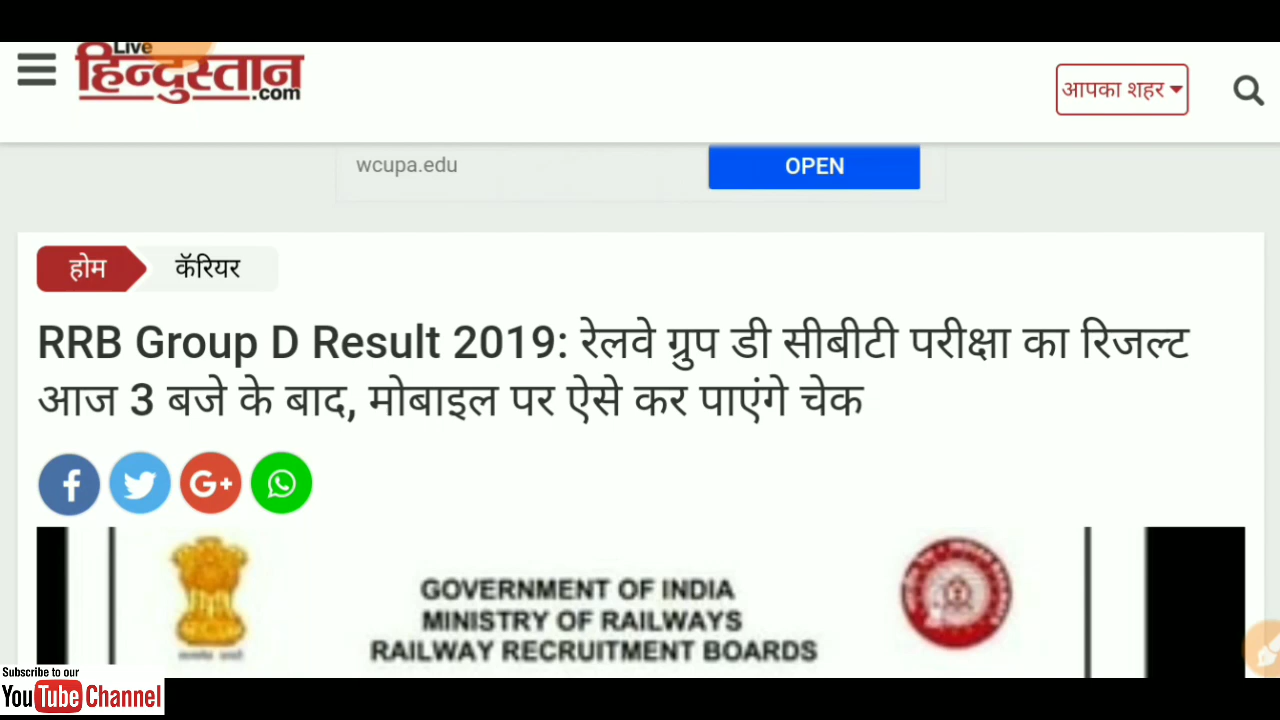 Live
हिन्दुस्तान
.com
आपका शहर
wcupa.edu
OPEN
होम
कॅरियर
RRB Group D Result 2019: रेलवे ग्रुप डी सीबीटी परीक्षा का रिजल्ट
आज 3 बजे के बाद, मोबाइल पर ऐसे कर पाएंगे चेक
f
G+
GOVERNMENT OF INDIA
MINISTRY OF RAILWAYS
RAILWAY RECRUITMENT BOARDS
Subscribe to our
YouTube Channel